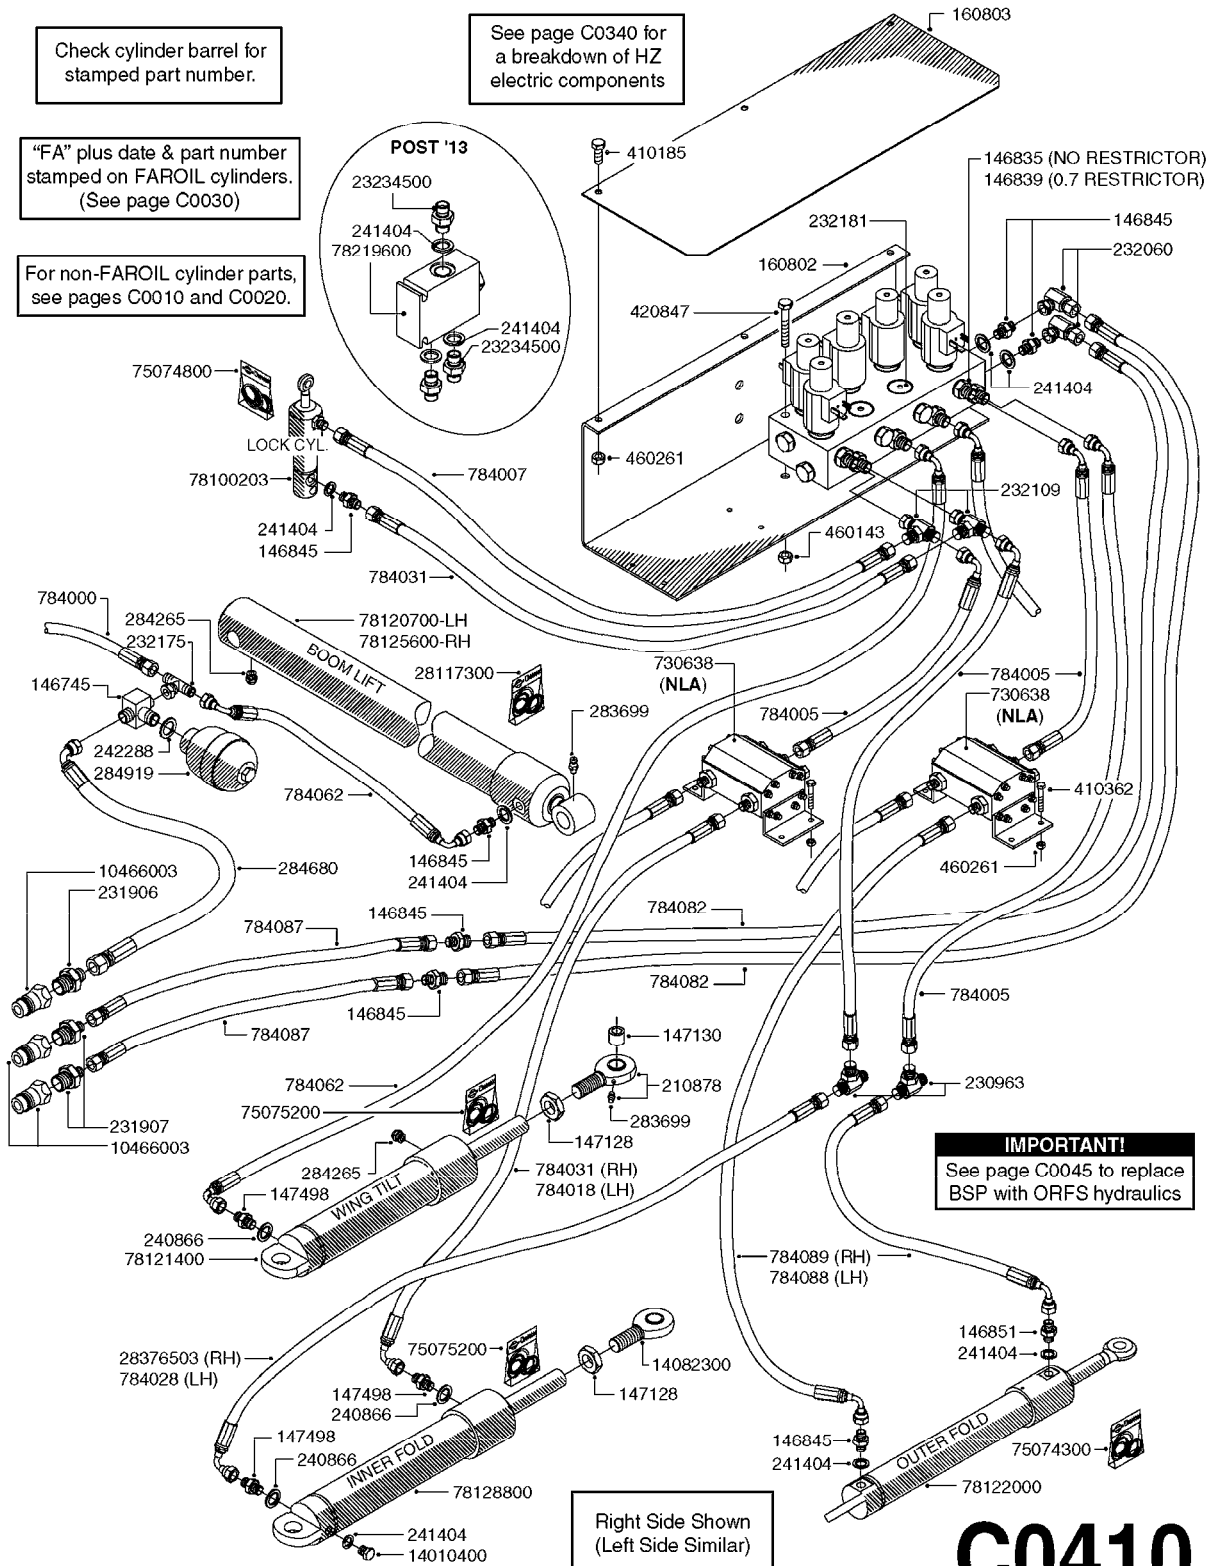 160803
Check cylinder barrel for
stamped part number.
See page C0340 for
a breakdown of HZ
electric components
"FA" plus date & part number
stamped on FAROIL cylinders.
(See page C0030)
For non-FAROIL cylinder parts,
see pages C0010 and C0020.
POST '13
23234500
241404
78219600
241404
23234500
410185
146835 (NO RESTRICTOR)
146839 (0.7 RESTRICTOR)
232181
146845
232060
160802
420847
241404
75074800
LOCK CYL.
78100203
784007
460261
232109
241404
146845
460143
784031
784000
284265
232175
78120700-LH
78125600-RH
BOOM LIFT
28117300
146745
283699
730638
(NLA)
784005
784005
730638
(NLA)
242288
284919
784062
410362
146845
241404
460261
10466003
231906
284680
146845
784087
784082
784082
146845
784087
784005
147130
784062
210878
230963
75075200
283699
147128
231907
10466003
284265
784031 (RH)
784018 (LH)
WING TILT
147498
240866
78121400
IMPORTANT!
See page C0045 to replace
BSP with ORFS hydraulics
784089 (RH)
784088 (LH)
146851
241404
28376503 (RH)
784028 (LH)
75075200
14082300
147128
147498
240866
147498
240866
INNER FOLD
78128800
146845
241404
OUTER FOLD
75074300
78122000
241404
14010400
Right Side Shown
(Left Side Similar)
C0410